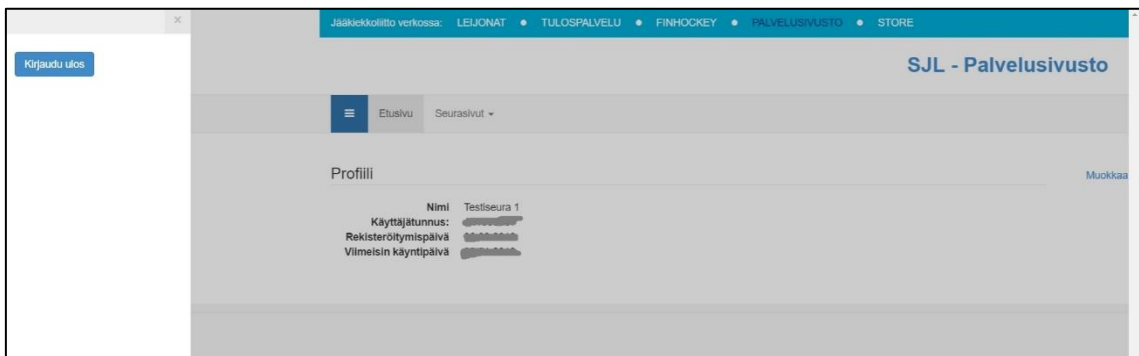 ×
Kirjaudu ulos
Jääkiekkoliitto verkossa: LEIJONAT ● TULOSPALVELU ● FINHOCKEY ● PALVELUSIVUSTO ● STORE
SJL - Palvelusivusto
Etusivu Seurasivut
Profiili
Muokkaa
Nimi Testiseura 1
Käyttäjätunnus:
Rekisteröitymispäivä
Viimeisin käyntipäivä